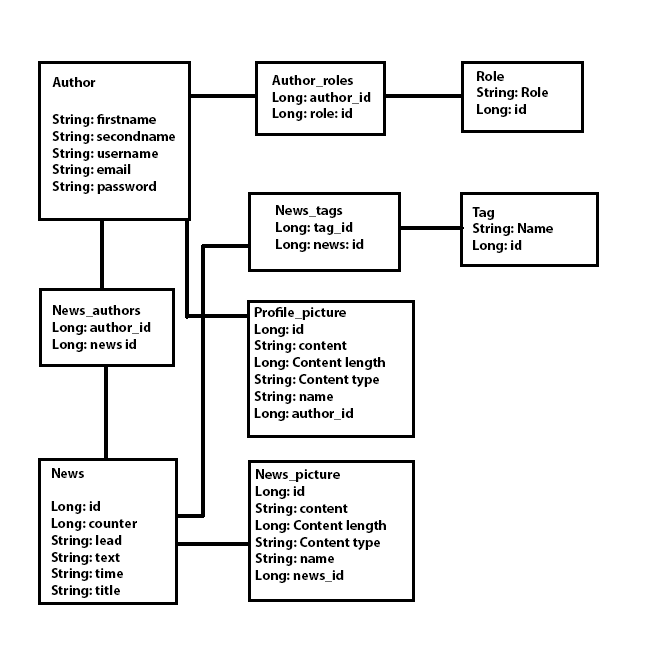 Author
String: firstname
String: secondname
String: username
String: email
String: password
Author_roles
Long: author_id
Long: role: id
Role
String: Role
Long: id
News_tags
Long: tag_id
Long: news: id
Tag
String: Name
Long: id
News_authors
Long: author_id
Long: news id
Profile_picture
Long: id
String: content
Long: Content length
String: Content type
String: name
Long: author_id
News
Long: id
Long: counter
String: lead
String: text
String: time
String: title
News_picture
Long: id
String: content
Long: Content length
String: Content type
String: name
Long: news_id